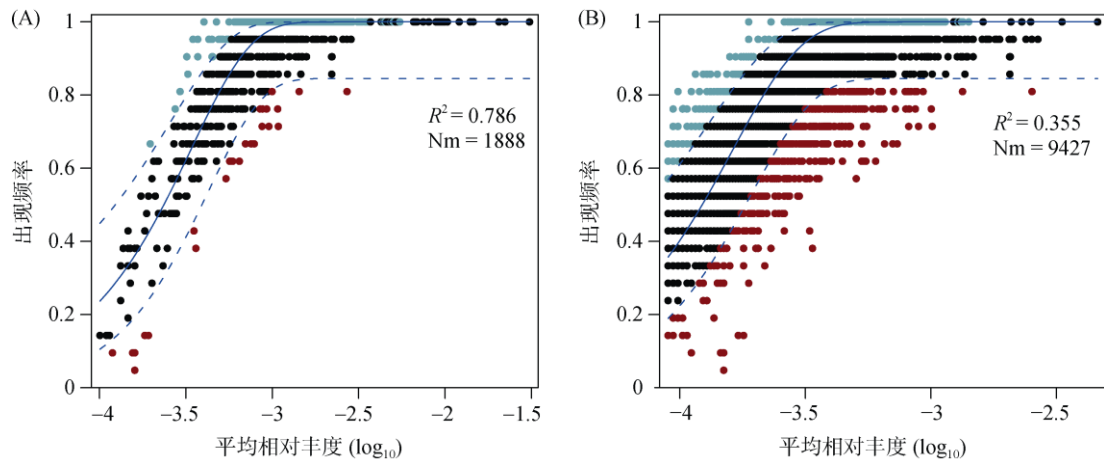 (A)
1
0.8
0.6
0.4
0.2
0
出现频率
R² = 0.786
Nm = 1888
−4
−3.5
−3
−2.5
−2
−1.5
平均相对丰度 (log₁₀)
(B)
1
0.8
0.6
0.4
0.2
0
出现频率
R² = 0.355
Nm = 9427
−4
−3.5
−3
−2.5
平均相对丰度 (log₁₀)